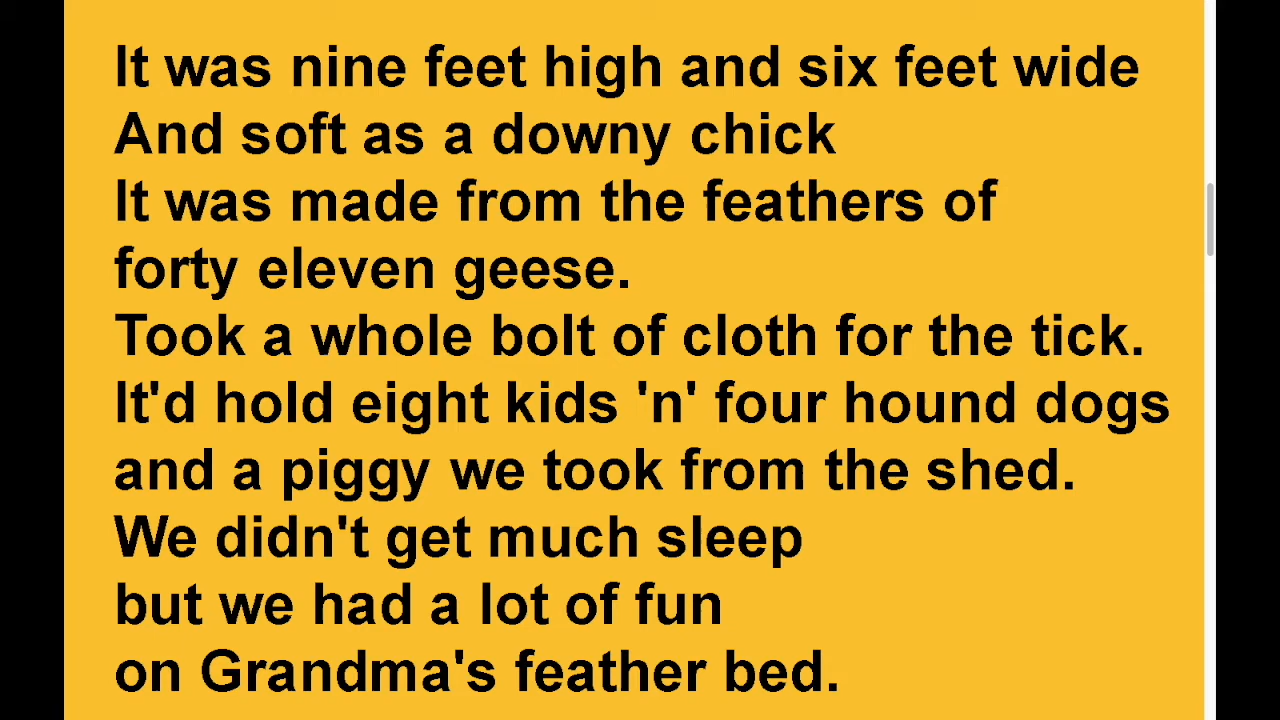 It was nine feet high and six feet wide
And soft as a downy chick
It was made from the feathers of
forty eleven geese.
Took a whole bolt of cloth for the tick.
It'd hold eight kids 'n' four hound dogs
and a piggy we took from the shed.
We didn't get much sleep
but we had a lot of fun
on Grandma's feather bed.